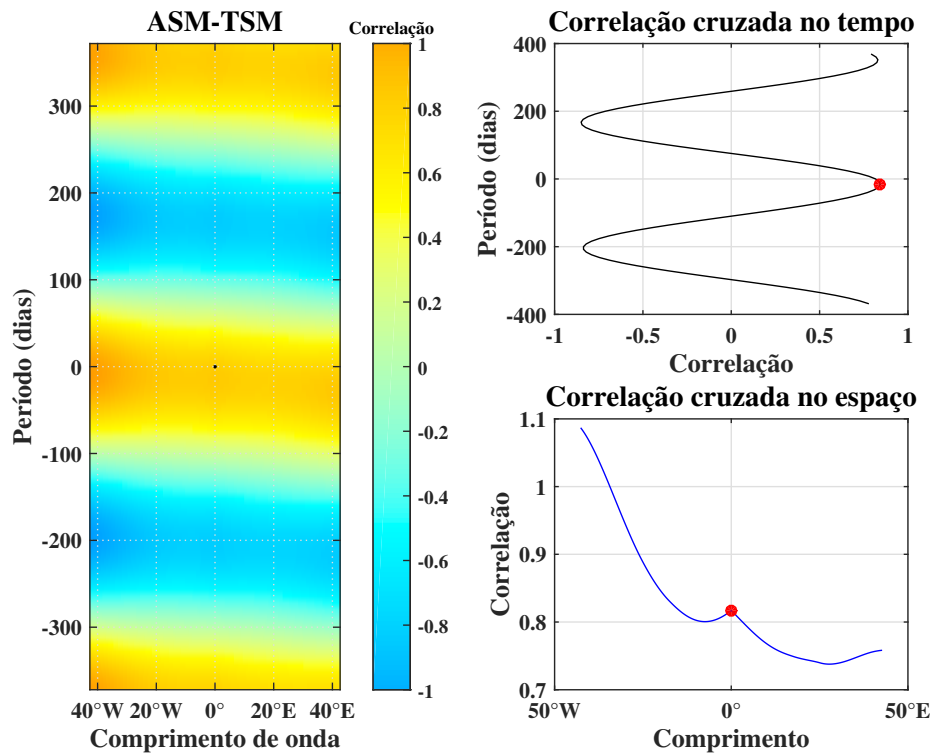 ASM-TSM
Correlação
Período (dias)
300
200
100
0
-100
-200
-300
40°W 20°W 0° 20°E 40°E
Comprimento de onda
1
0.8
0.6
0.4
0.2
0
-0.2
-0.4
-0.6
-0.8
-1
Correlação cruzada no tempo
Período (dias)
400
200
0
-200
-400
-1 -0.5 0 0.5 1
Correlação
Correlação cruzada no espaço
Correlação
1.1
1
0.9
0.8
0.7
50°W 0° 50°E
Comprimento